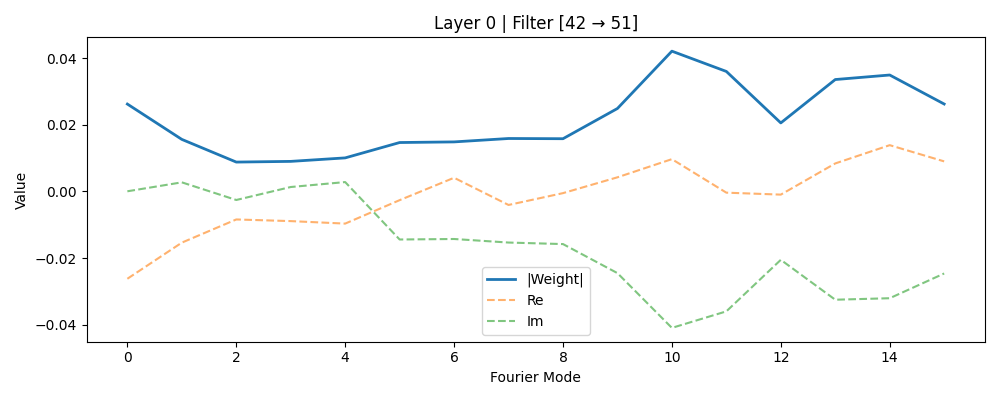 Layer 0 | Filter [42 → 51]
Value
0.04
0.02
0.00
−0.02
−0.04
|Weight|
Re
Im
0 2 4 6 8 10 12 14
Fourier Mode